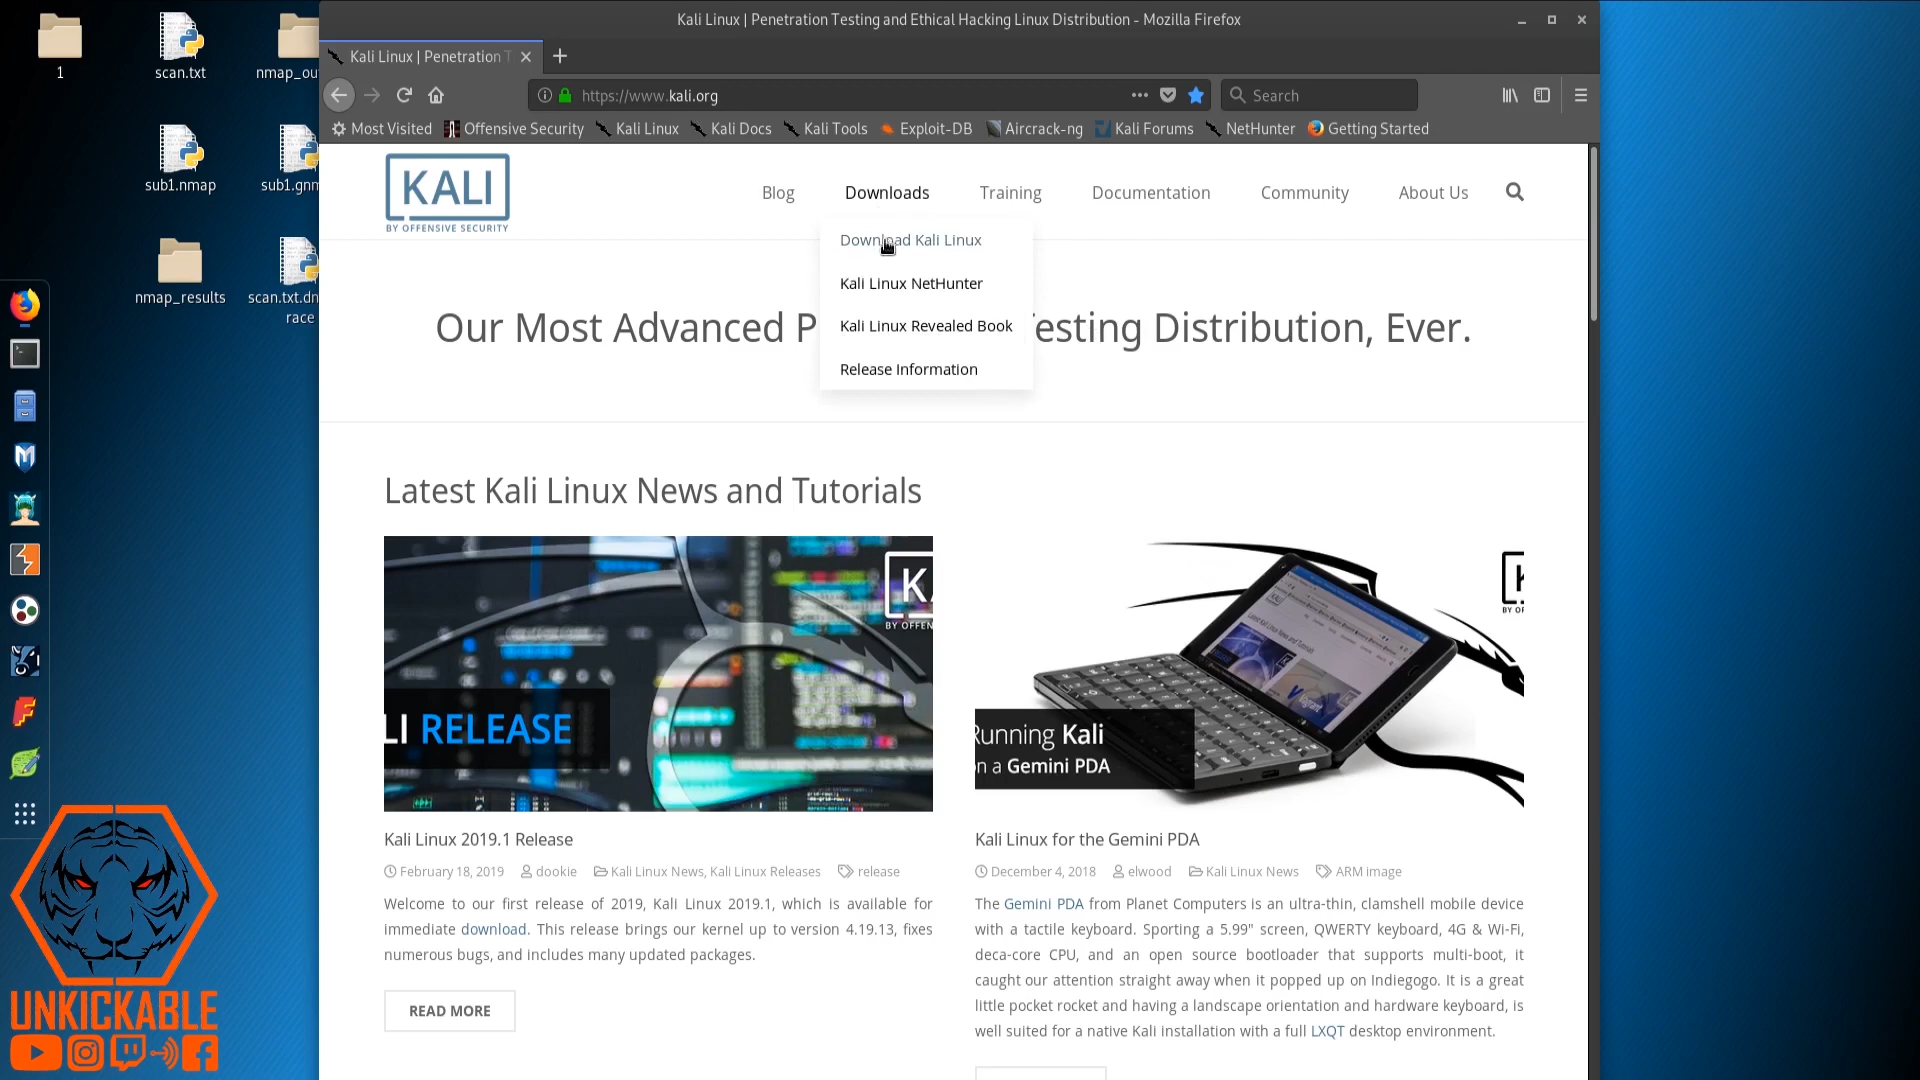 Kali Linux | Penetration Testing and Ethical Hacking Linux Distribution - Mozilla Firefox
1
scan.txt
nmap_ou
Kali Linux | Penetration T
https://www.kali.org
Search
Most Visited
Offensive Security
Kali Linux
Kali Docs
Kali Tools
Exploit-DB
Aircrack-ng
Kali Forums
NetHunter
Getting Started
sub1.nmap
sub1.gnm
nmap_results
scan.txt.dn
race
KALI
BY OFFENSIVE SECURITY
Blog
Downloads
Training
Documentation
Community
About Us
Download Kali Linux
Kali Linux NetHunter
Kali Linux Revealed Book
Release Information
Our Most Advanced P esting Distribution, Ever.
Latest Kali Linux News and Tutorials
BY OFFEN
LI RELEASE
BY OF
Running Kali
on a Gemini PDA
Kali Linux 2019.1 Release
February 18, 2019 dookie Kali Linux News, Kali Linux Releases release
Welcome to our first release of 2019, Kali Linux 2019.1, which is available for
immediate download. This release brings our kernel up to version 4.19.13, fixes
numerous bugs, and includes many updated packages.
READ MORE
Kali Linux for the Gemini PDA
December 4, 2018 elwood Kali Linux News ARM image
The Gemini PDA from Planet Computers is an ultra-thin, clamshell mobile device
with a tactile keyboard. Sporting a 5.99" screen, QWERTY keyboard, 4G & Wi-Fi,
deca-core CPU, and an open source bootloader that supports multi-boot, it
caught our attention straight away when it popped up on Indiegogo. It is a great
little pocket rocket and having a landscape orientation and hardware keyboard, is
well suited for a native Kali installation with a full LXQT desktop environment.
UNKICKABLE